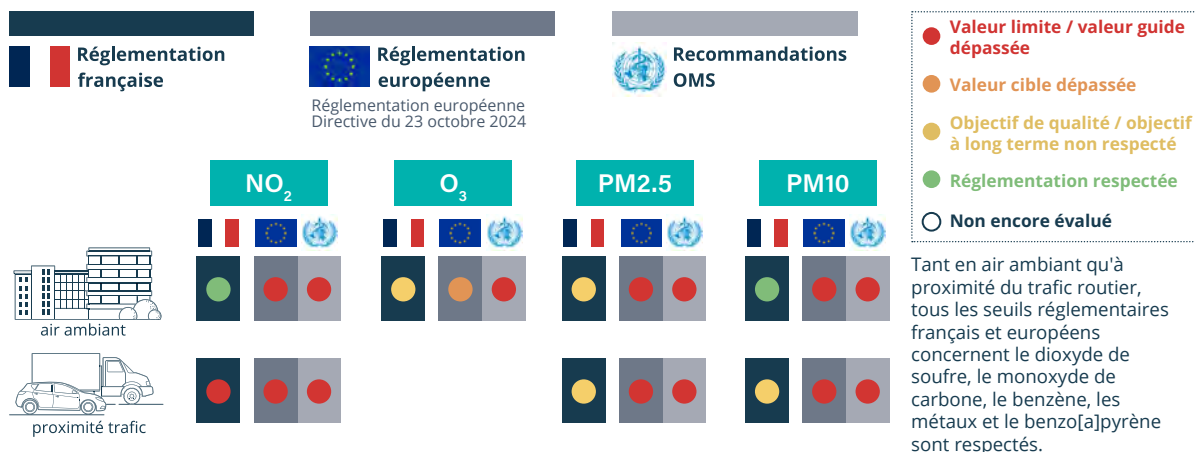 Réglementation
française
Réglementation
européenne
Réglementation européenne
Directive du 23 octobre 2024
Recommandations
OMS
Valeur limite / valeur guide
dépassée
Valeur cible dépassée
Objectif de qualité / objectif
à long terme non respecté
Réglementation respectée
Non encore évalué
NO2
O3
PM2.5
PM10
air ambiant
proximité trafic
Tant en air ambiant qu'à
proximité du trafic routier,
tous les seuils réglementaires
français et européens
concernent le dioxyde de
soufre, le monoxyde de
carbone, le benzène, les
métaux et le benzo[a]pyrène
sont respectés.